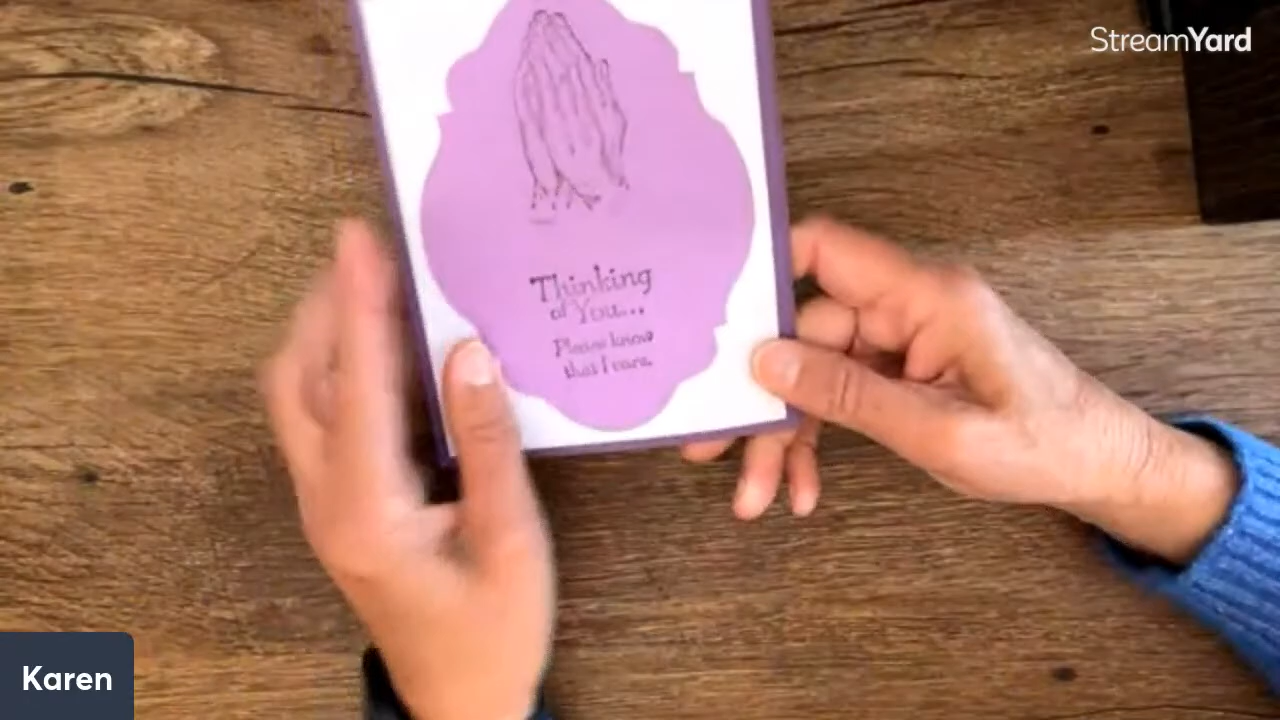 StreamYard
Thinking
of You...
Please know
that I care.
Karen